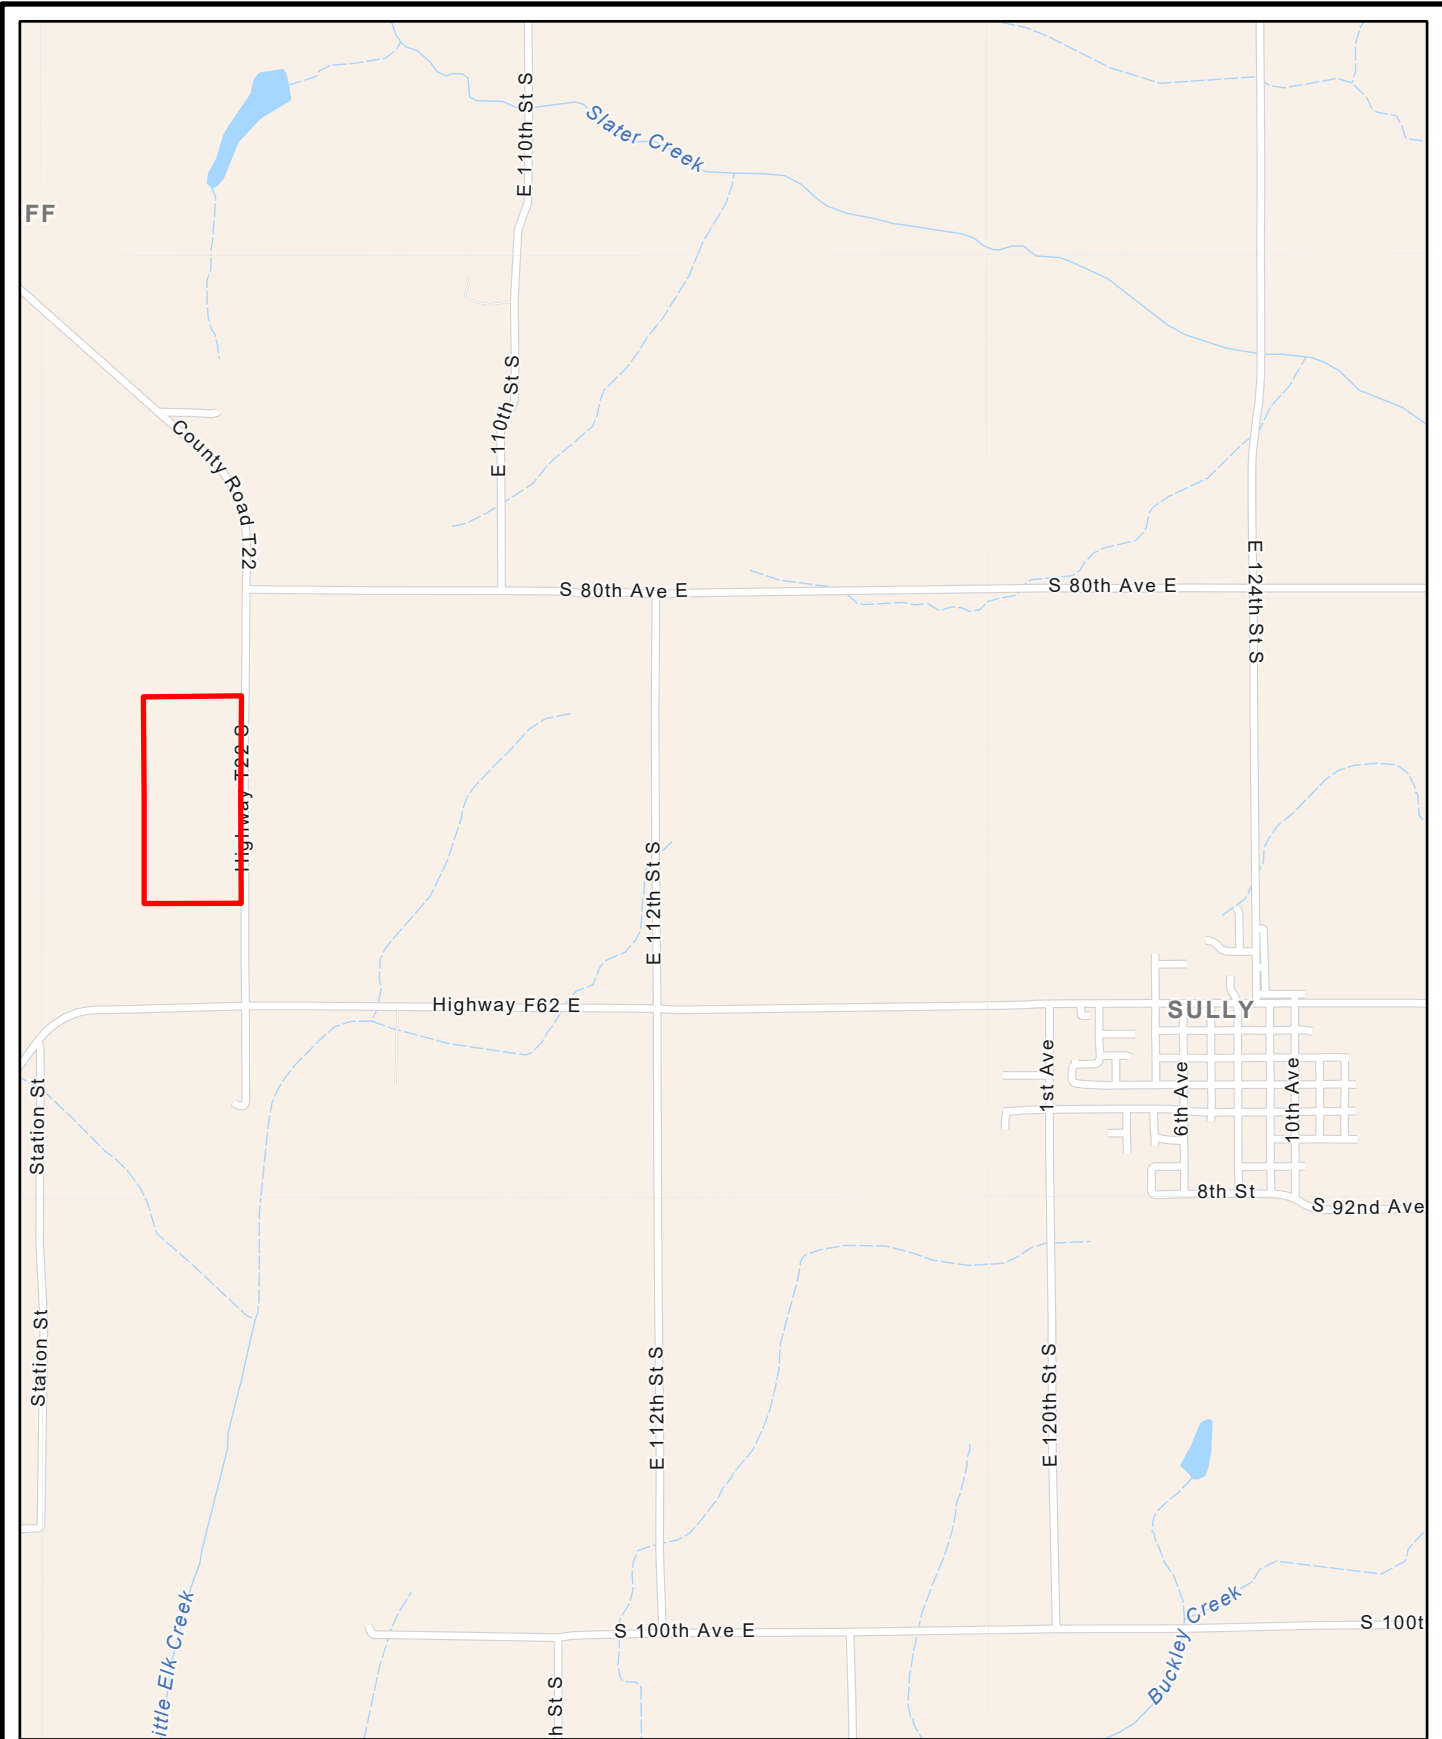 E 110th St S
Slater Creek
FF
E 110th St S
County Road T22
S 80th Ave E
S 80th Ave E
E 124th St S
Highway T22 S
E 112th St S
Highway F62 E
SULLY
1st Ave
6th Ave
10th Ave
Station St
8th St
S 92nd Ave
Station St
E 112th St S
E 120th St S
ittle Elk Creek
S 100th Ave E
Buckley Creek
S 100t
h St S